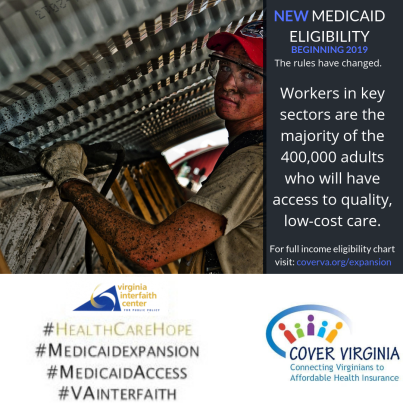 NEW MEDICAID
ELIGIBILITY
BEGINNING 2019
The rules have changed.
Workers in key
sectors are the
majority of the
400,000 adults
who will have
access to quality,
low-cost care.
For full income eligibility chart
visit: coverva.org/expansion
virginia
interfaith
center
FOR PUBLIC POLICY
#HealthCareHope
#Medicaidexpansion
#MedicaidAccess
#VAinterfaith
COVER VIRGINIA
Connecting Virginians to
Affordable Health Insurance